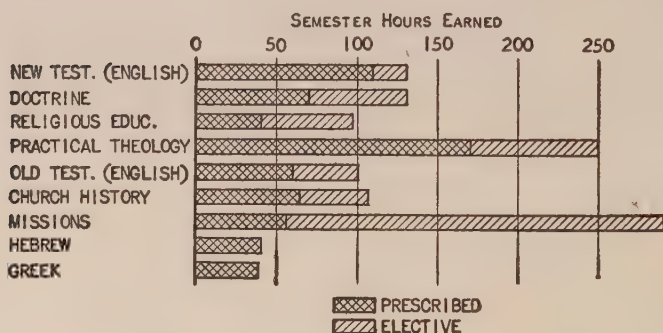 SEMESTER HOURS EARNED
0 50 100 150 200 250
NEW TEST. (ENGLISH)
DOCTRINE
RELIGIOUS EDUC.
PRACTICAL THEOLOGY
OLD TEST. (ENGLISH)
CHURCH HISTORY
MISSIONS
HEBREW
GREEK
PRESCRIBED
ELECTIVE